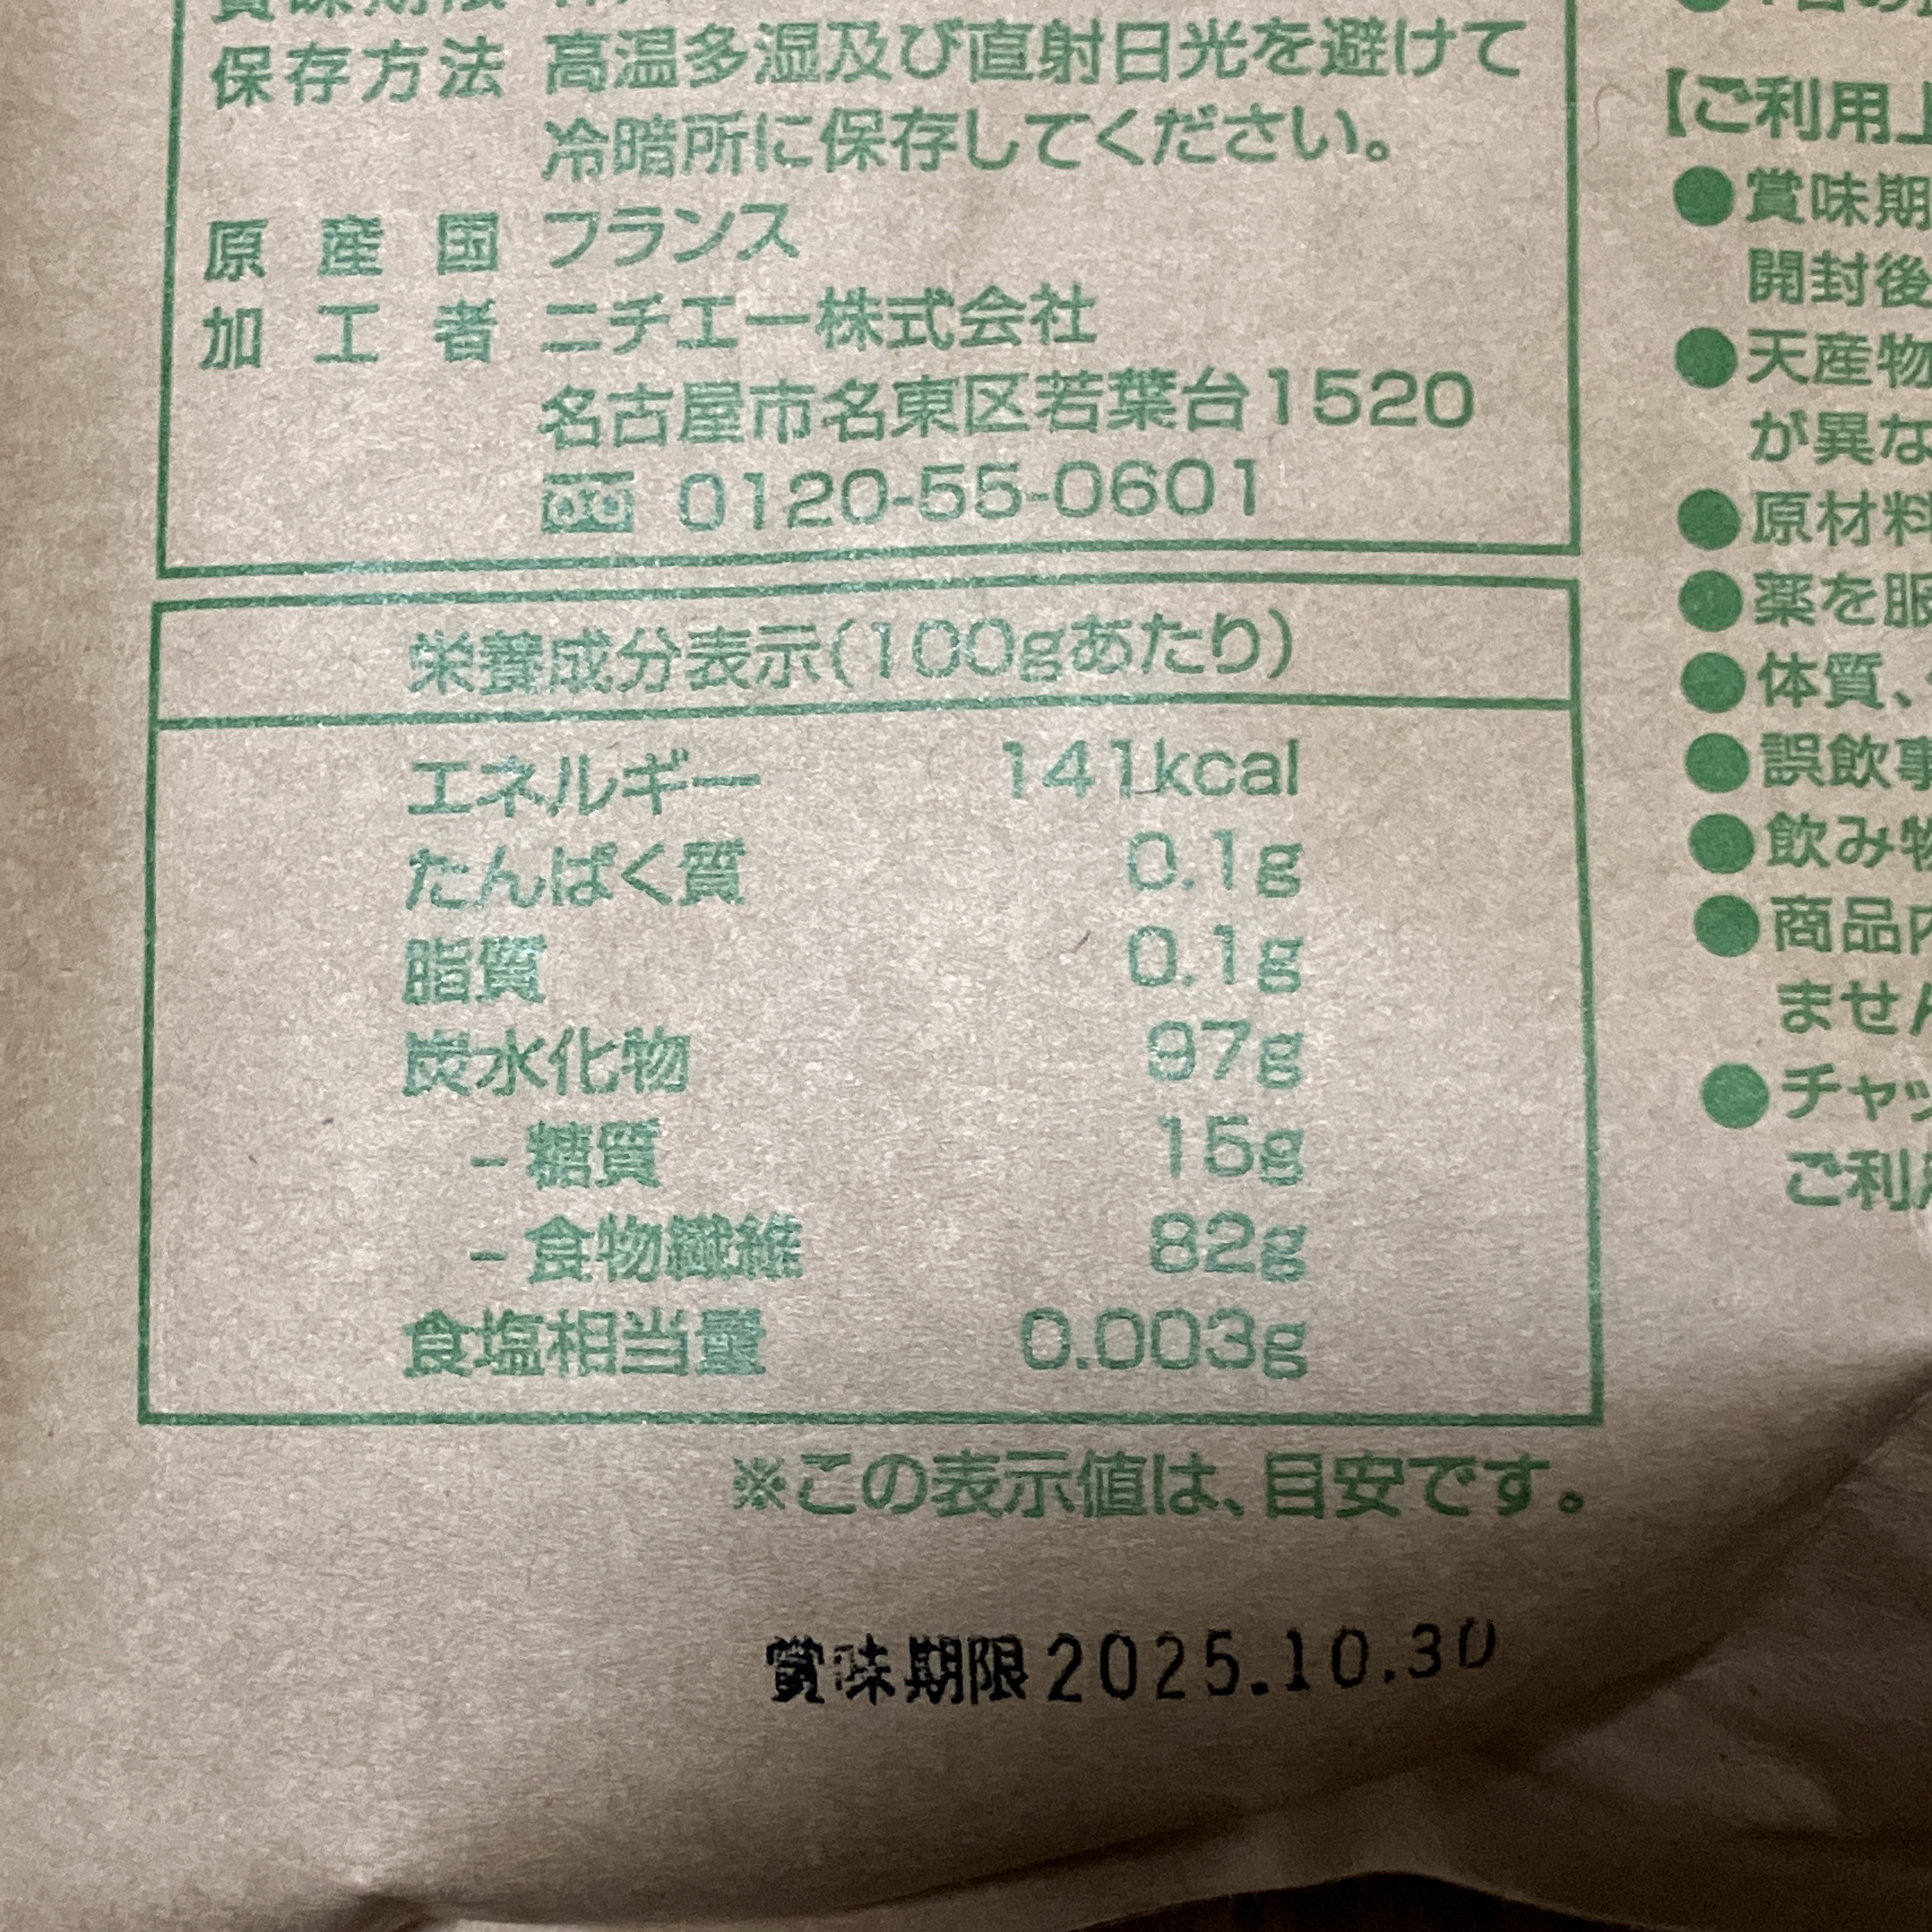 保存方法 高温多湿及び直射日光を避けて
冷暗所に保存してください。
原産国 フランス
加工者 ニチエー株式会社
名古屋市名東区若葉台1520
0120-55-0601
栄養成分表示(100gあたり)
エネルギー 141kcal
たんぱく質 0.1g
脂質 0.1g
炭水化物 97g
-糖質 15g
-食物繊維 82g
食塩相当量 0.003g
※この表示値は、目安です。
賞味期限2025.10.30
【ご利用上
●賞味期
開封後
●天産物
が異な
●原材料
●薬を服
●体質、
●誤飲事
●飲み物
●商品内
ません
●チャッ
ご利用